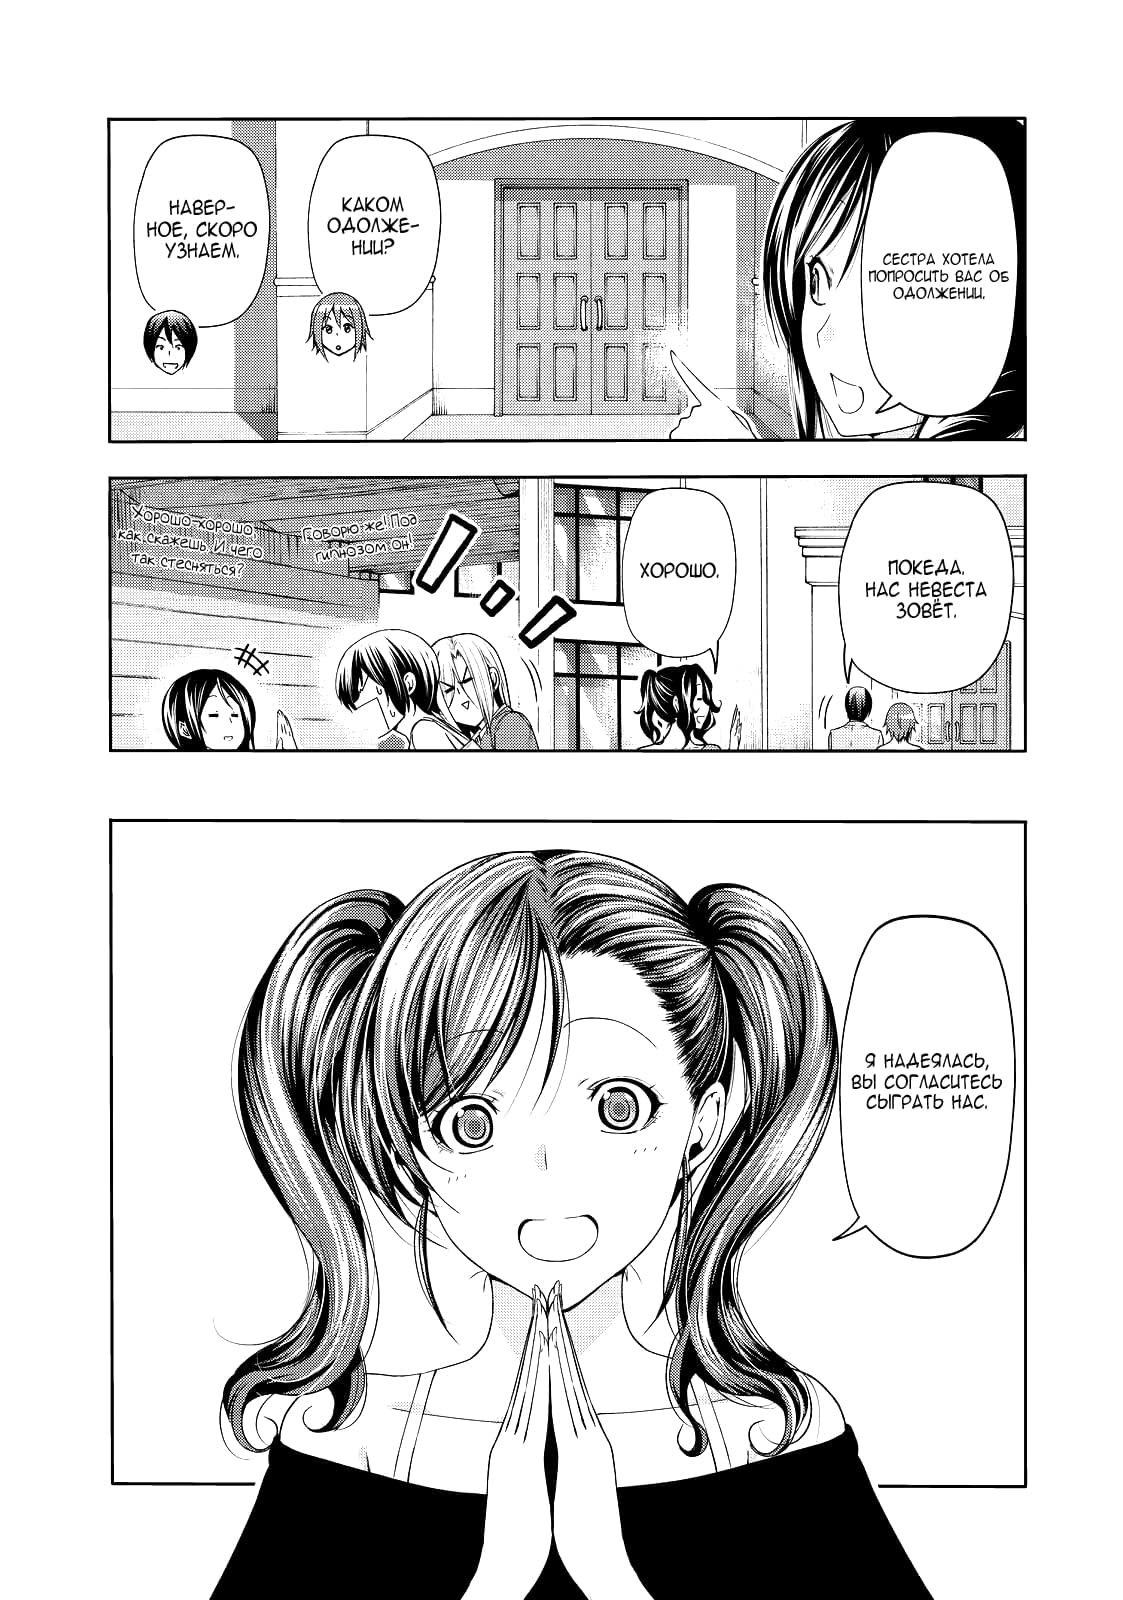 СЕСТРА ХОТЕЛА
ПОПРОСИТЬ ВАС ОБ
ОДОЛЖЕНИИ.
КАКОМ
ОДОЛЖЕ-
НИИ?
НАВЕР-
НОЕ, СКОРО
УЗНАЕМ.
ПОКЕДА.
НАС НЕВЕСТА
ЗОВЁТ.
ХОРОШО.
Говорю же! Под
гипнозом он!
Хорошо-хорошо,
как скажешь. И чего
так стесняться?
Я НАДЕЯЛАСЬ,
ВЫ СОГЛАСИТЕСЬ
СЫГРАТЬ НАС.